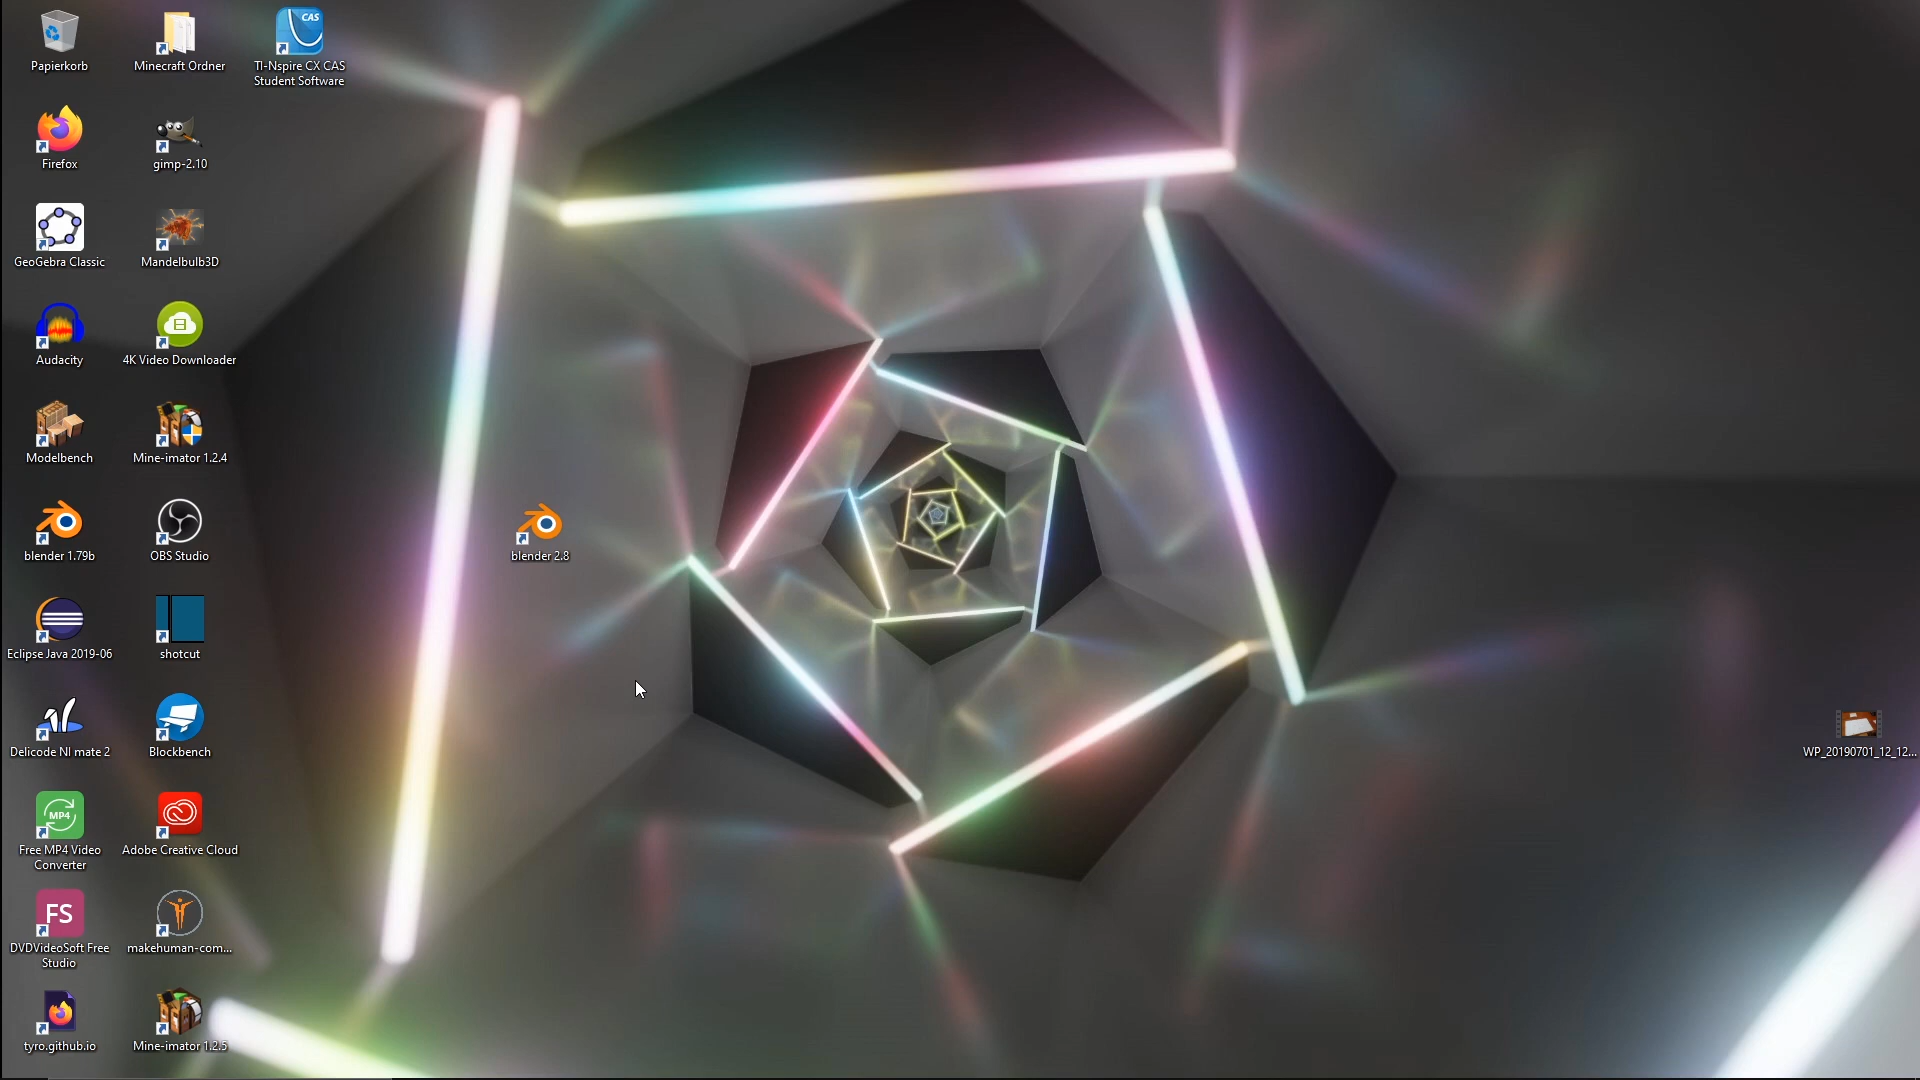 Papierkorb
Minecraft Ordner
CAS
TI-Nspire CX CAS
Student Software
Firefox
gimp-2.10
GeoGebra Classic
Mandelbulb3D
Audacity
4K Video Downloader
Modelbench
Mine-imator 1.2.4
blender 1.79b
OBS Studio
blender 2.8
Eclipse Java 2019-06
shotcut
Delicode NI mate 2
Blockbench
WP_20190701_12_12...
MP4
Free MP4 Video
Converter
Adobe Creative Cloud
FS
DVDVideoSoft Free
Studio
makehuman-com...
tyro.github.io
Mine-imator 1.2.5